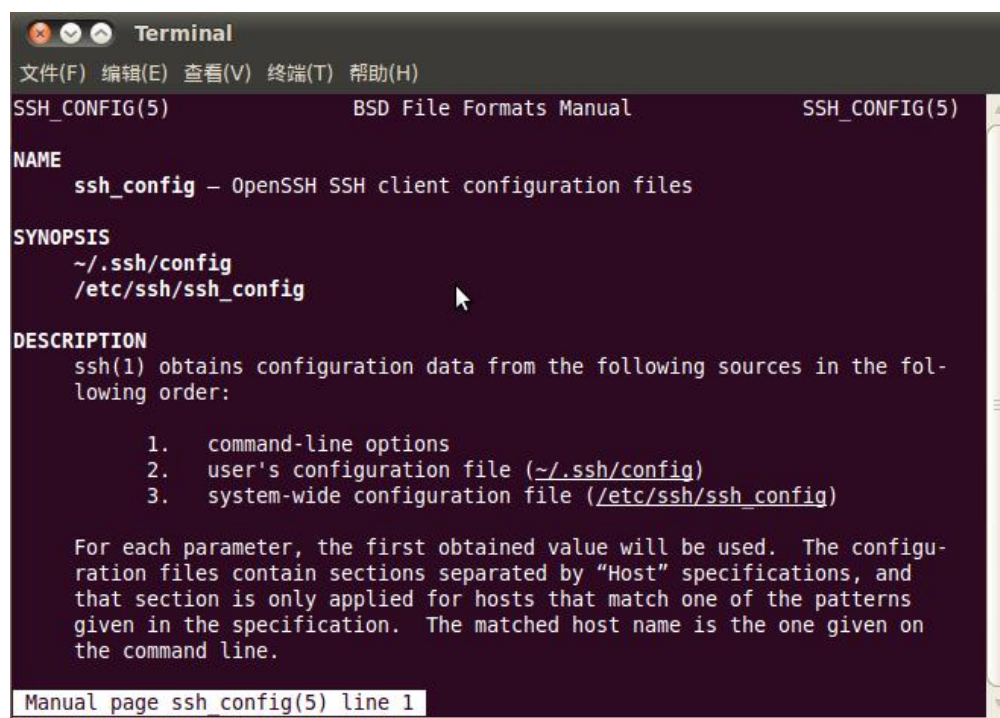 Terminal
文件(F) 编辑(E) 查看(V) 终端(T) 帮助(H)
SSH_CONFIG(5) BSD File Formats Manual SSH_CONFIG(5)
NAME
ssh_config — OpenSSH SSH client configuration files
SYNOPSIS
~/.ssh/config
/etc/ssh/ssh_config
DESCRIPTION
ssh(1) obtains configuration data from the following sources in the fol-
lowing order:
1. command-line options
2. user's configuration file (~/.ssh/config)
3. system-wide configuration file (/etc/ssh/ssh_config)
For each parameter, the first obtained value will be used. The configu-
ration files contain sections separated by “Host” specifications, and
that section is only applied for hosts that match one of the patterns
given in the specification. The matched host name is the one given on
the command line.
Manual page ssh_config(5) line 1